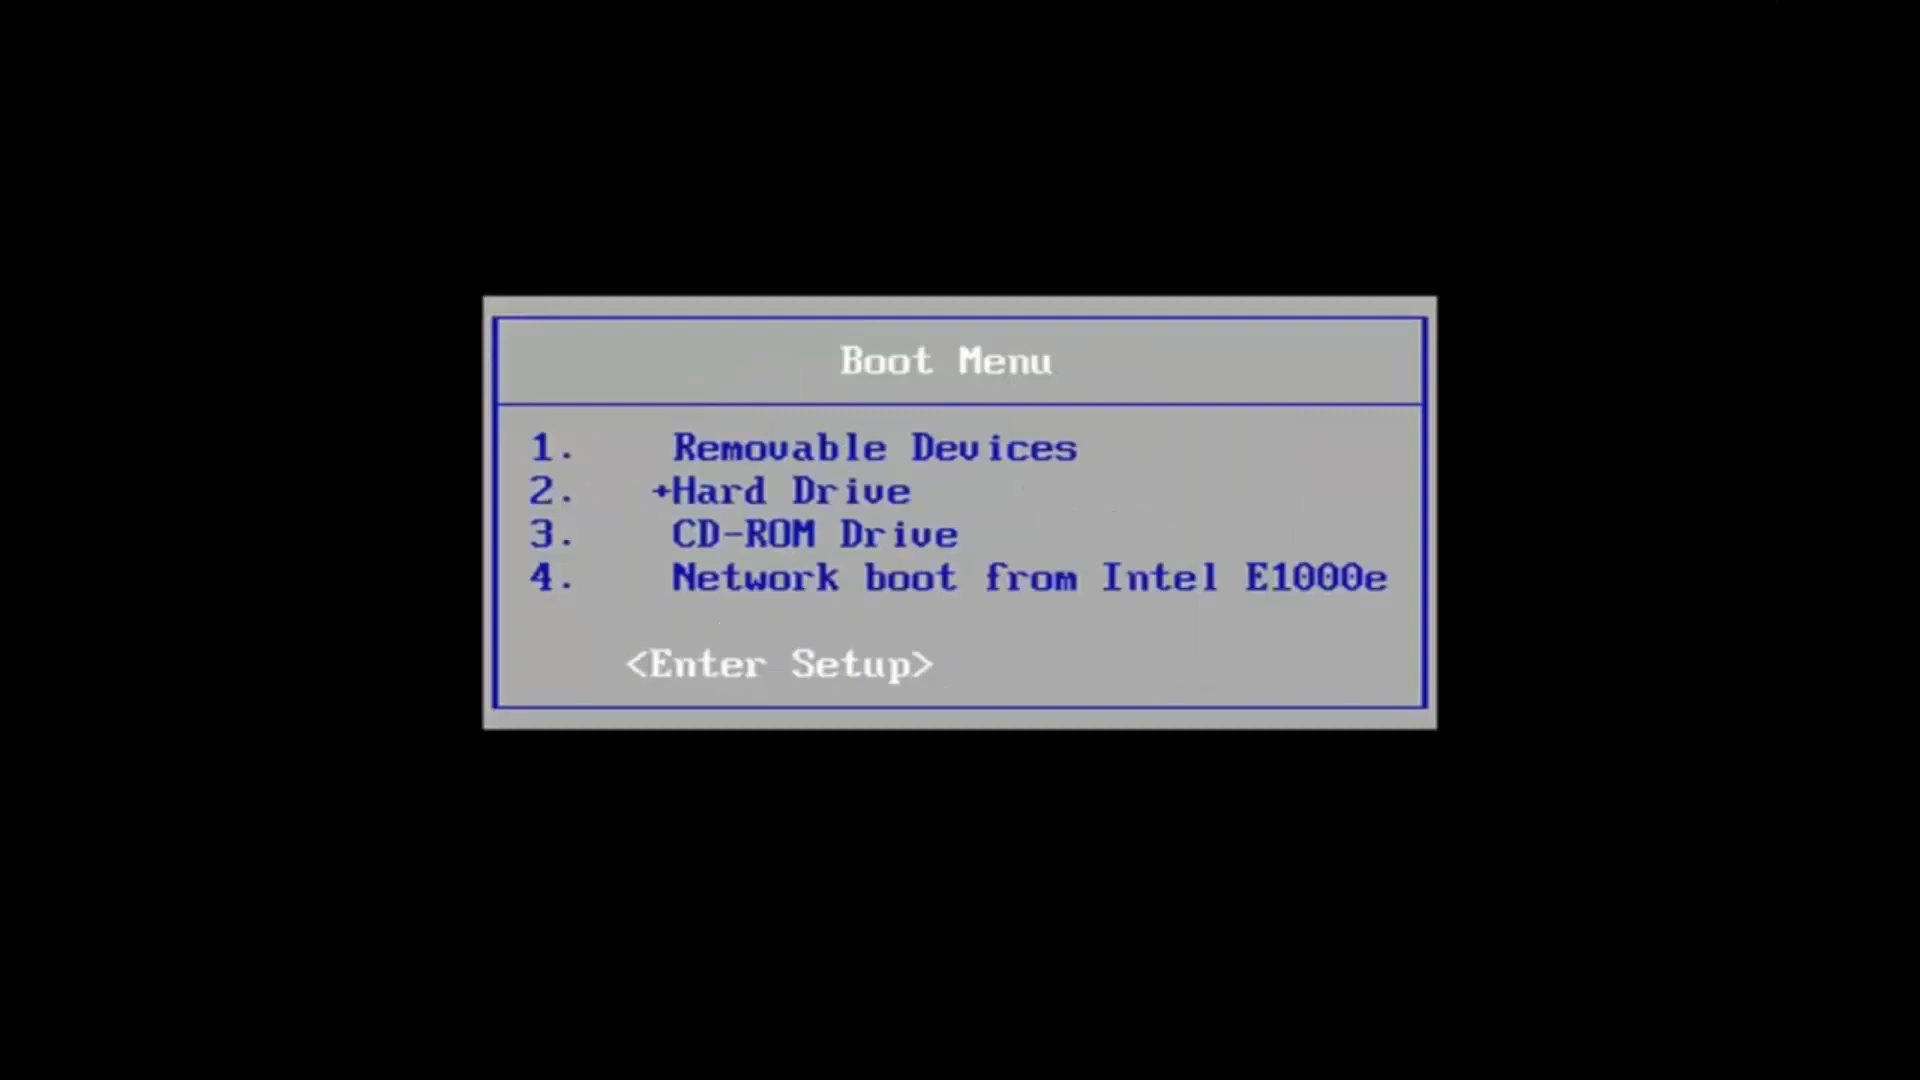 Boot Menu
1. Removable Devices
2. +Hard Drive
3. CD-ROM Drive
4. Network boot from Intel E1000e
<Enter Setup>